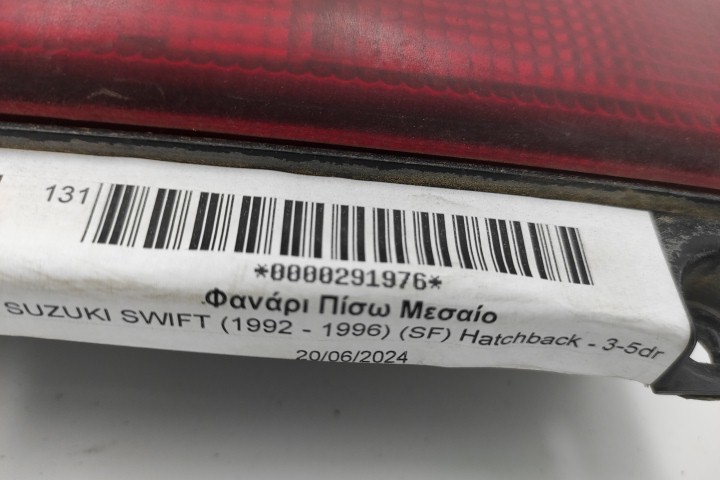 131
*0000291976*
Φανάρι Πίσω Μεσαίο
SUZUKI SWIFT (1992 - 1996) (SF) Hatchback - 3-5dr
20/06/2024